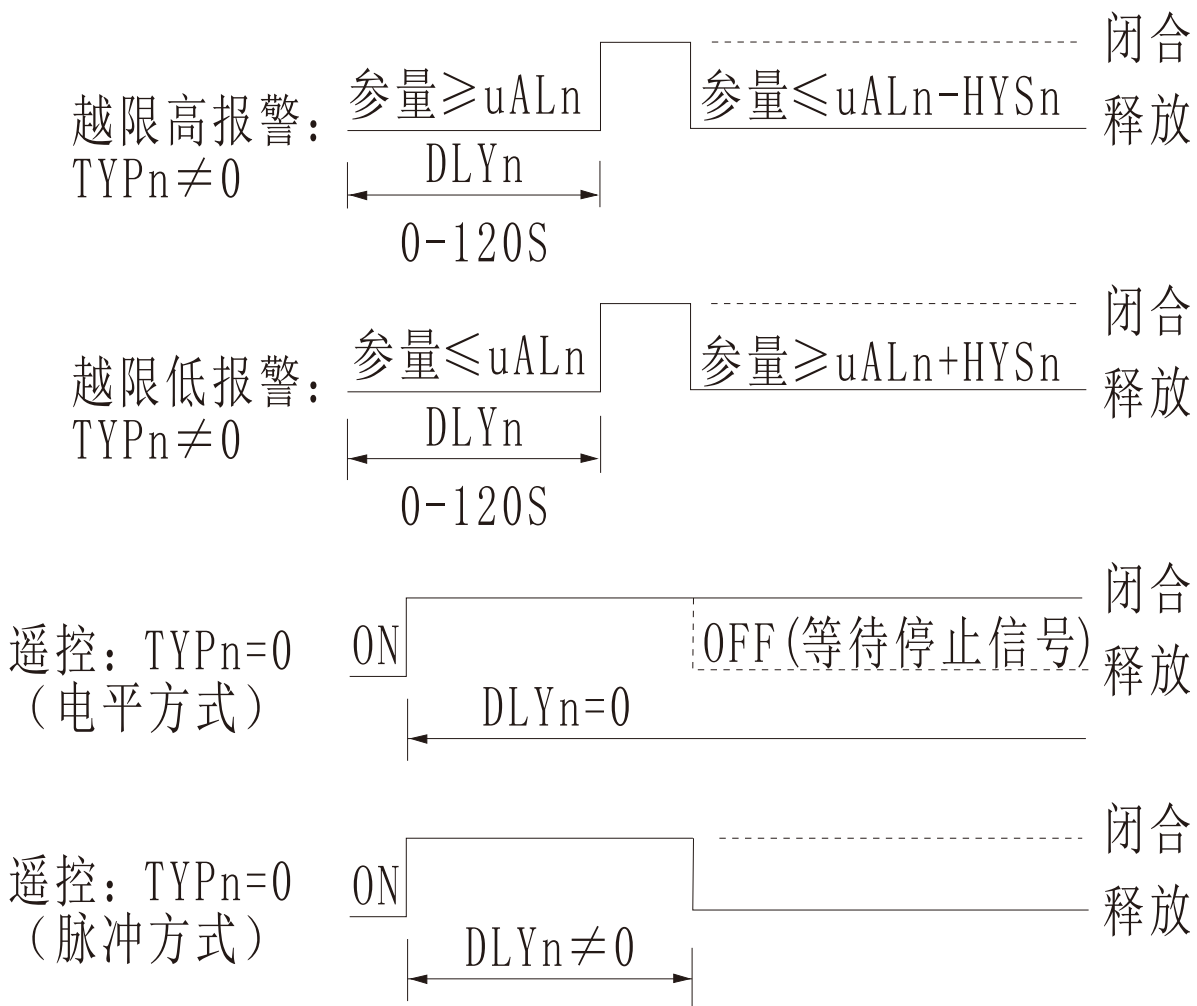 闭合
参量≥uALn
参量≤uALn-HYSn
释放
越限高报警：
TYPn≠0
DLYn
0-120S
闭合
参量≤uALn
参量≥uALn+HYSn
释放
越限低报警：
TYPn≠0
DLYn
0-120S
闭合
遥控：TYPn=0
ON
OFF(等待停止信号)
释放
（电平方式）
DLYn=0
闭合
遥控：TYPn=0
ON
释放
（脉冲方式）
DLYn≠0